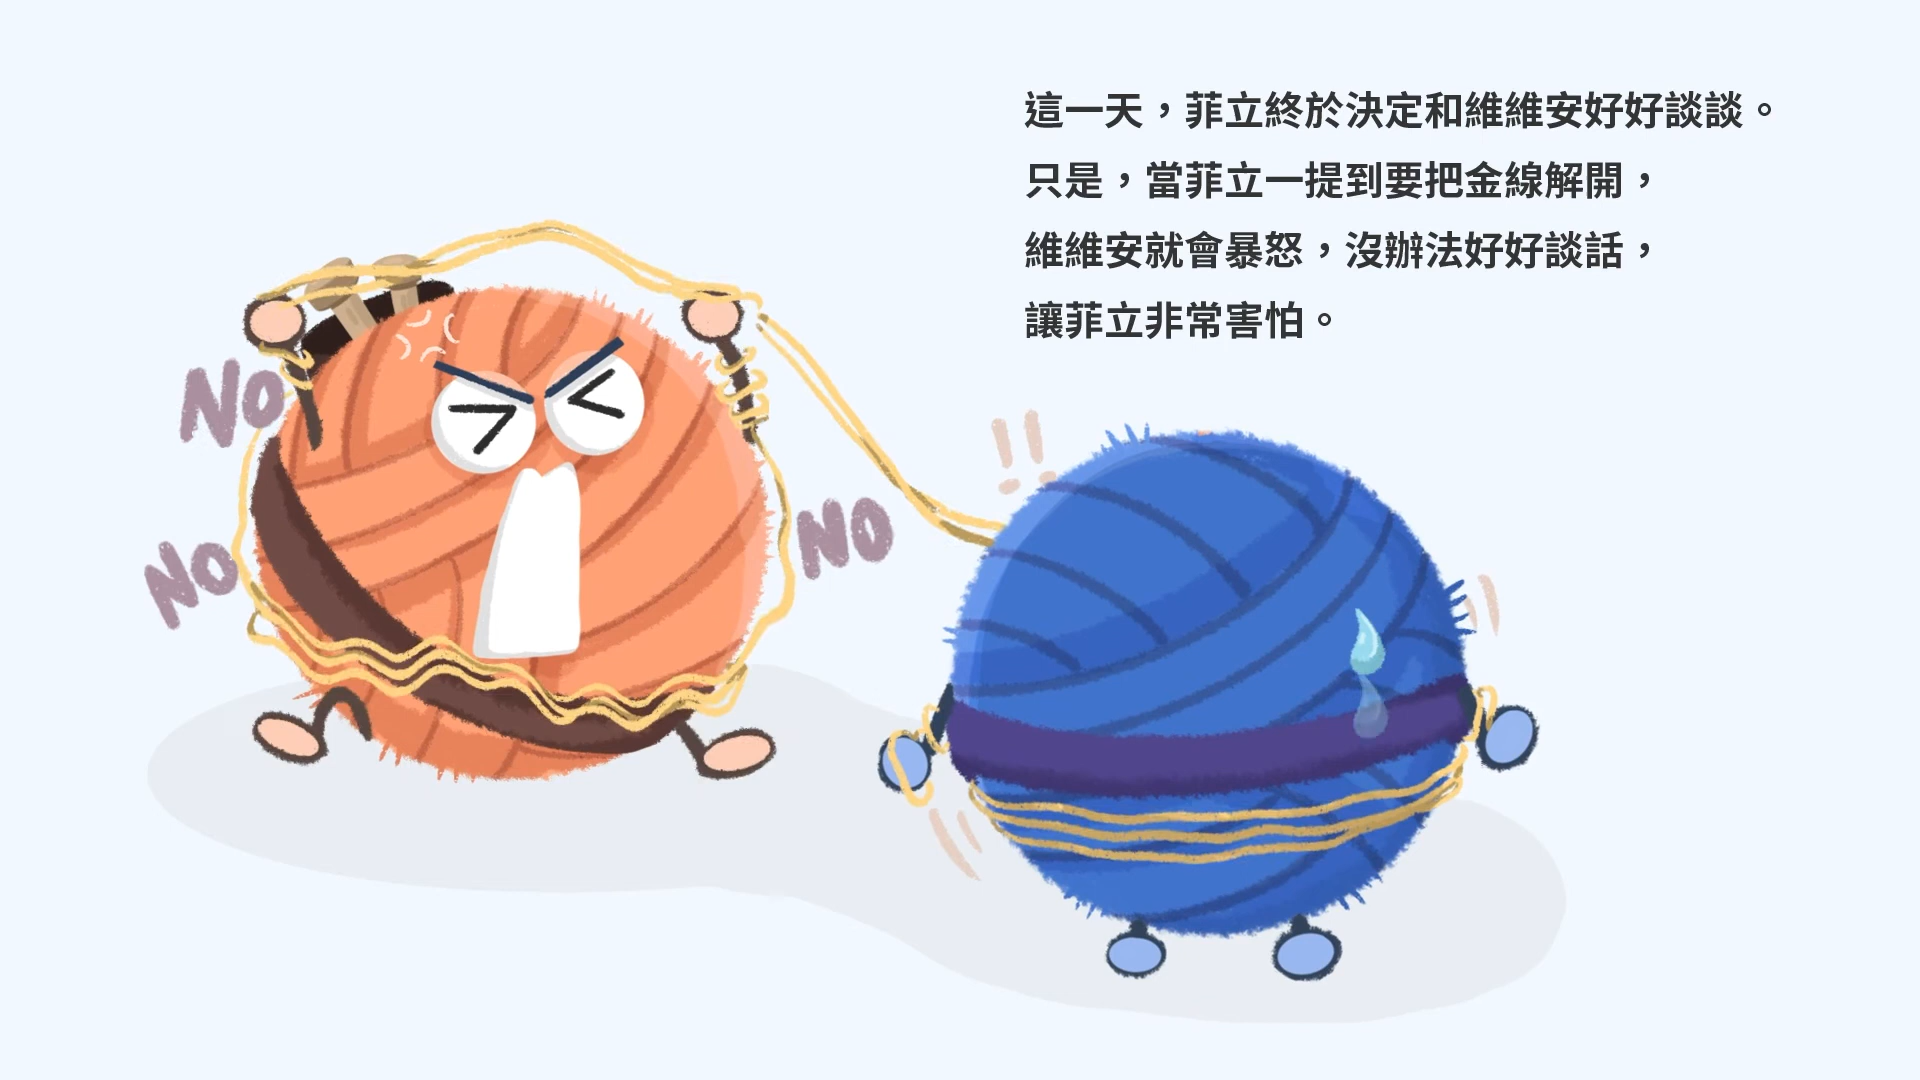 這一天，菲立終於決定和維維安好好談談。
只是，當菲立一提到要把金線解開，
維維安就會暴怒，沒辦法好好談話，
讓菲立非常害怕。
NO
!!
NO
NO